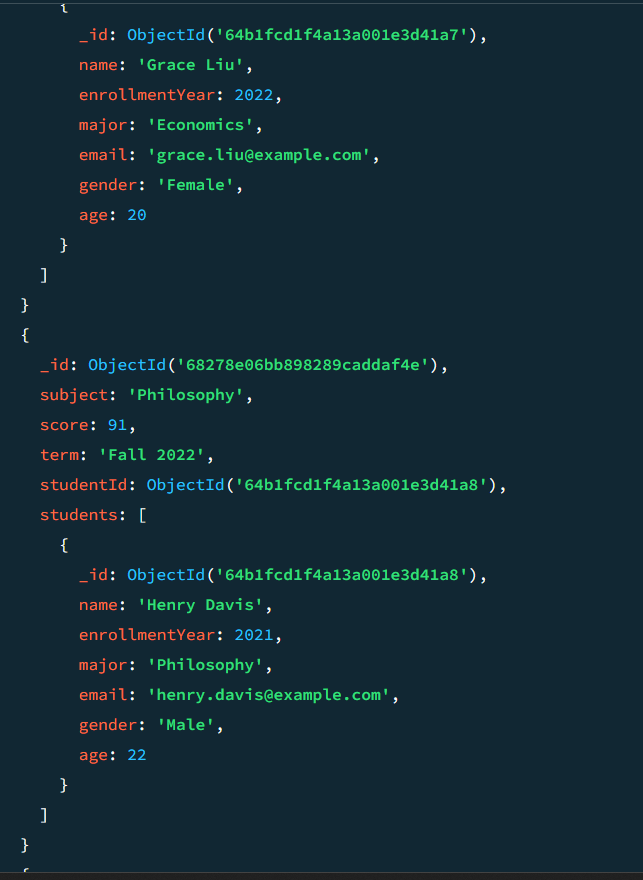 {
_id: ObjectId('64b1fcd1f4a13a001e3d41a7'),
name: 'Grace Liu',
enrollmentYear: 2022,
major: 'Economics',
email: 'grace.liu@example.com',
gender: 'Female',
age: 20
}
]
}
{
_id: ObjectId('68278e06bb898289caddaf4e'),
subject: 'Philosophy',
score: 91,
term: 'Fall 2022',
studentId: ObjectId('64b1fcd1f4a13a001e3d41a8'),
students: [
{
_id: ObjectId('64b1fcd1f4a13a001e3d41a8'),
name: 'Henry Davis',
enrollmentYear: 2021,
major: 'Philosophy',
email: 'henry.davis@example.com',
gender: 'Male',
age: 22
}
]
}
{